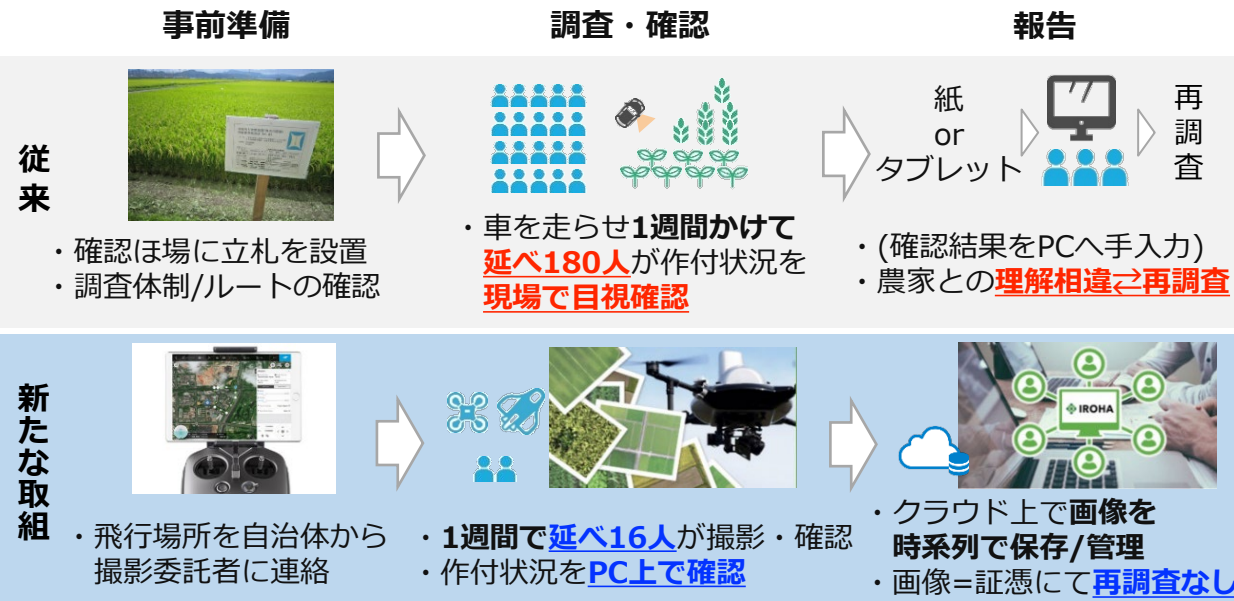 事前準備
調査・確認
報告
従来
紙
or
タブレット
再調査
・確認ほ場に立札を設置
・調査体制/ルートの確認
・車を走らせ1週間かけて
延べ180人が作付状況を
現場で目視確認
・(確認結果をPCへ手入力)
・農家との理解相違⇄再調査
新たな取組
IROHA
・飛行場所を自治体から
撮影委託者に連絡
・1週間で延べ16人が撮影・確認
・作付状況をPC上で確認
・クラウド上で画像を
時系列で保存/管理
・画像=証憑にて再調査なし